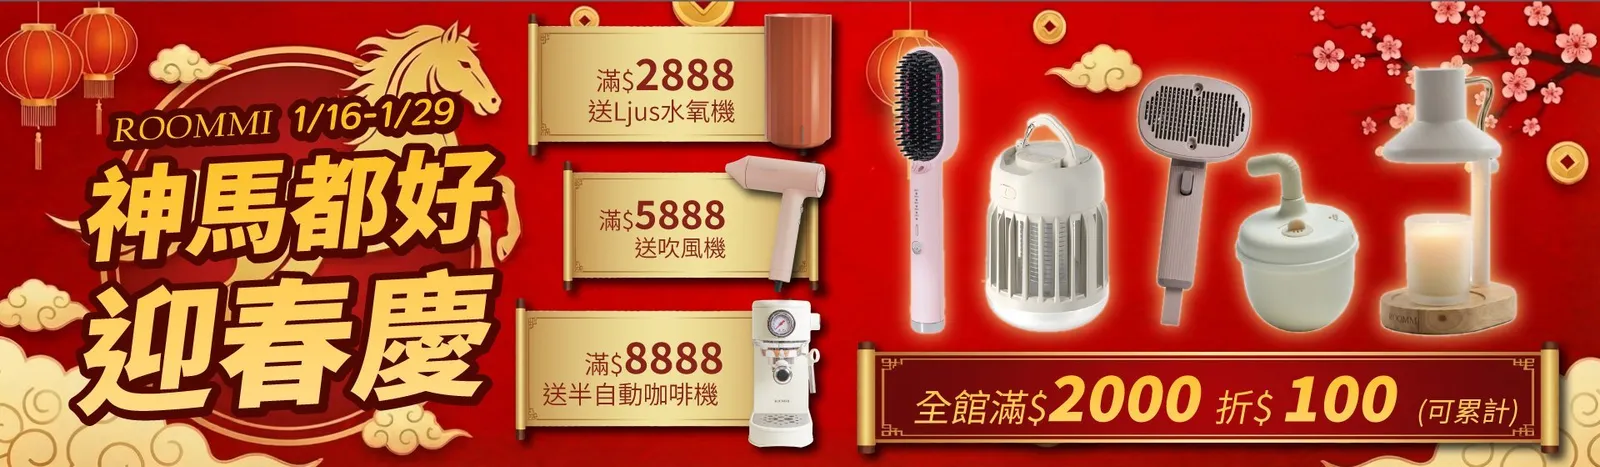 ROOMMI 1/16-1/29
神馬都好
迎春慶
滿$2888
送Ljus水氧機
滿$5888
送吹風機
滿$8888
送半自動咖啡機
ROOMMI
全館滿$2000 折$100 (可累計)